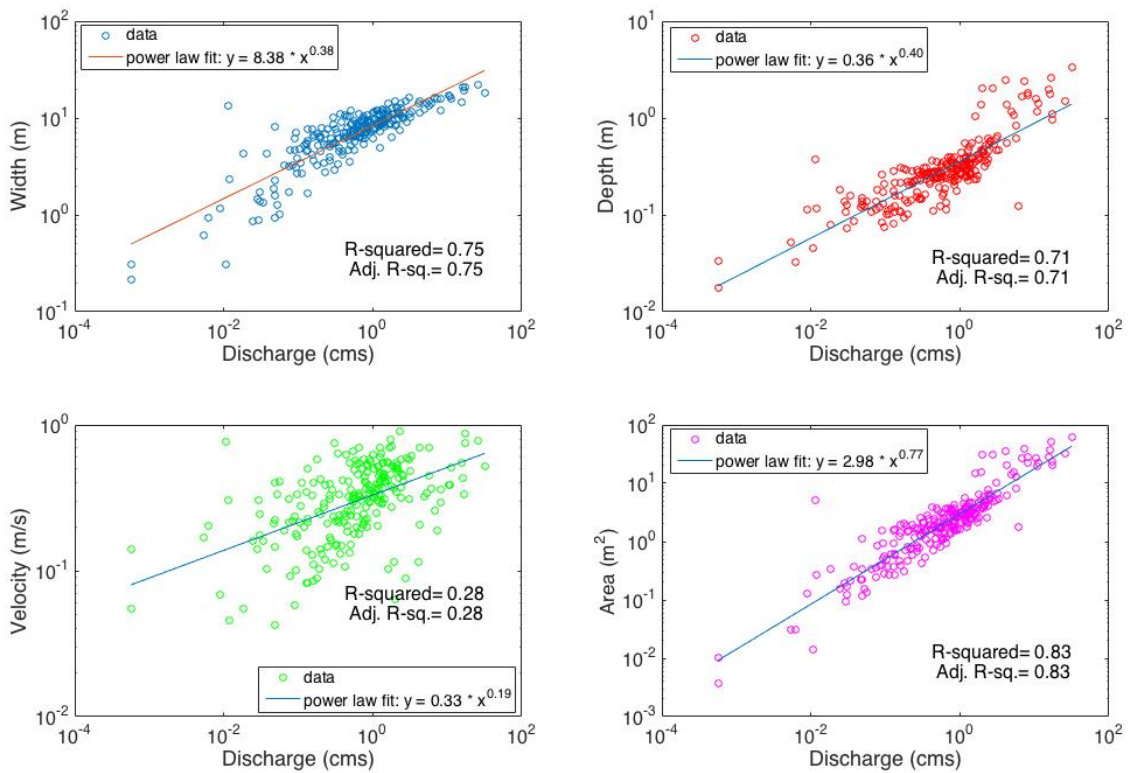 10^2
data
power law fit: y = 8.38 * x^0.38
10^1
Width (m)
10^0
R-squared= 0.75
Adj. R-sq.= 0.75
10^-1
10^-4
10^-2
10^0
10^2
Discharge (cms)
10^1
data
power law fit: y = 0.36 * x^0.40
10^0
Depth (m)
10^-1
R-squared= 0.71
Adj. R-sq.= 0.71
10^-2
10^-4
10^-2
10^0
10^2
Discharge (cms)
10^0
Velocity (m/s)
10^-1
R-squared= 0.28
Adj. R-sq.= 0.28
data
power law fit: y = 0.33 * x^0.19
10^-2
10^-4
10^-2
10^0
10^2
Discharge (cms)
10^2
data
power law fit: y = 2.98 * x^0.77
10^1
10^0
Area (m^2)
10^-1
R-squared= 0.83
Adj. R-sq.= 0.83
10^-2
10^-3
10^-4
10^-2
10^0
10^2
Discharge (cms)